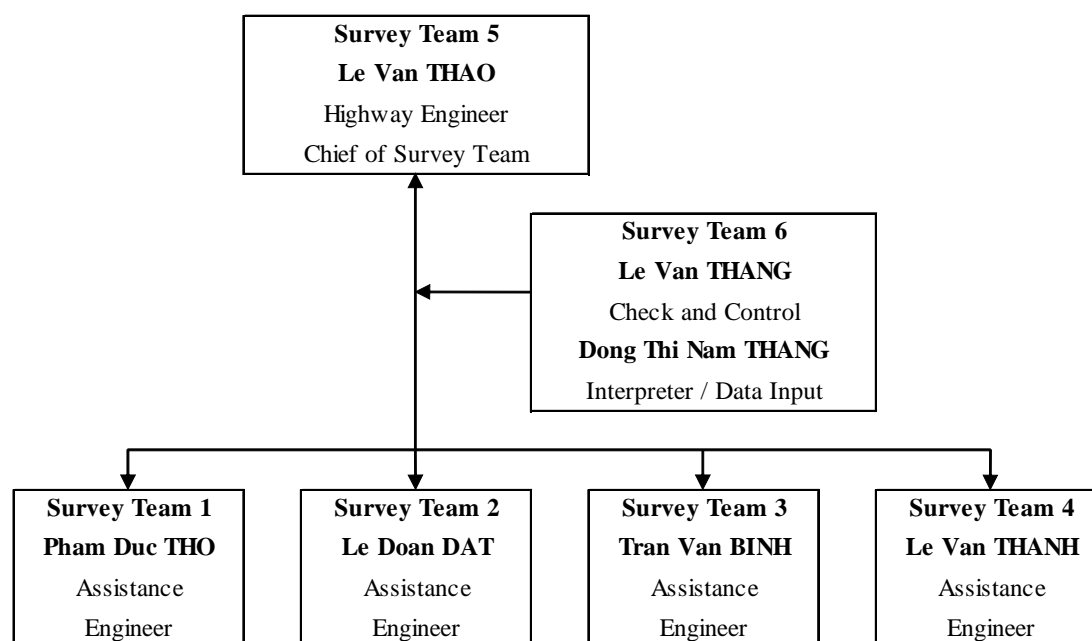 Survey Team 5
Le Van THAO
Highway Engineer
Chief of Survey Team
Survey Team 6
Le Van THANG
Check and Control
Dong Thi Nam THANG
Interpreter / Data Input
Survey Team 1
Pham Duc THO
Assistance
Engineer
Survey Team 2
Le Doan DAT
Assistance
Engineer
Survey Team 3
Tran Van BINH
Assistance
Engineer
Survey Team 4
Le Van THANH
Assistance
Engineer